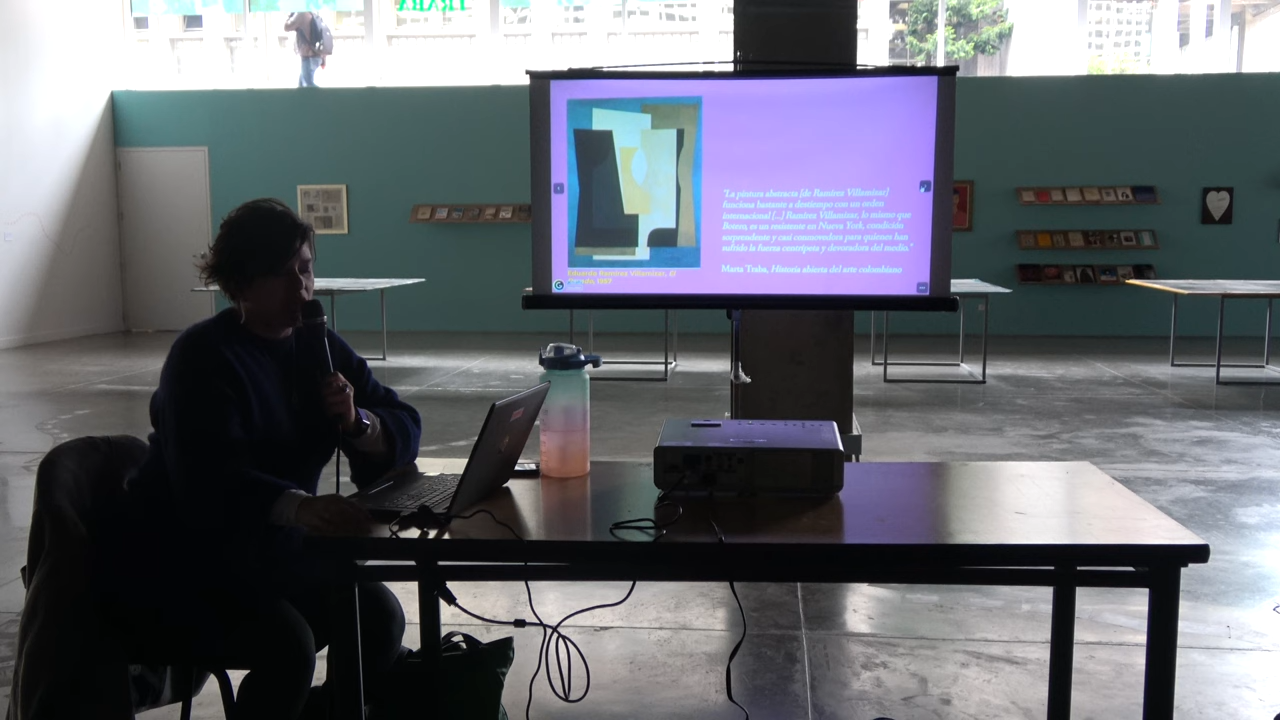 "La pintura abstracta [de Ramírez Villamizar]
funciona bastante a destiempo con un orden
internacional [...] Ramírez Villamizar, lo mismo que
Botero, es un resistente en Nueva York, condición
sorprendente y casi conmovedora para quienes han
sufrido la fuerza centrípeta y devoradora del medio."
Marta Traba, Historia abierta del arte colombiano
Eduardo Ramírez Villamizar, El
1957